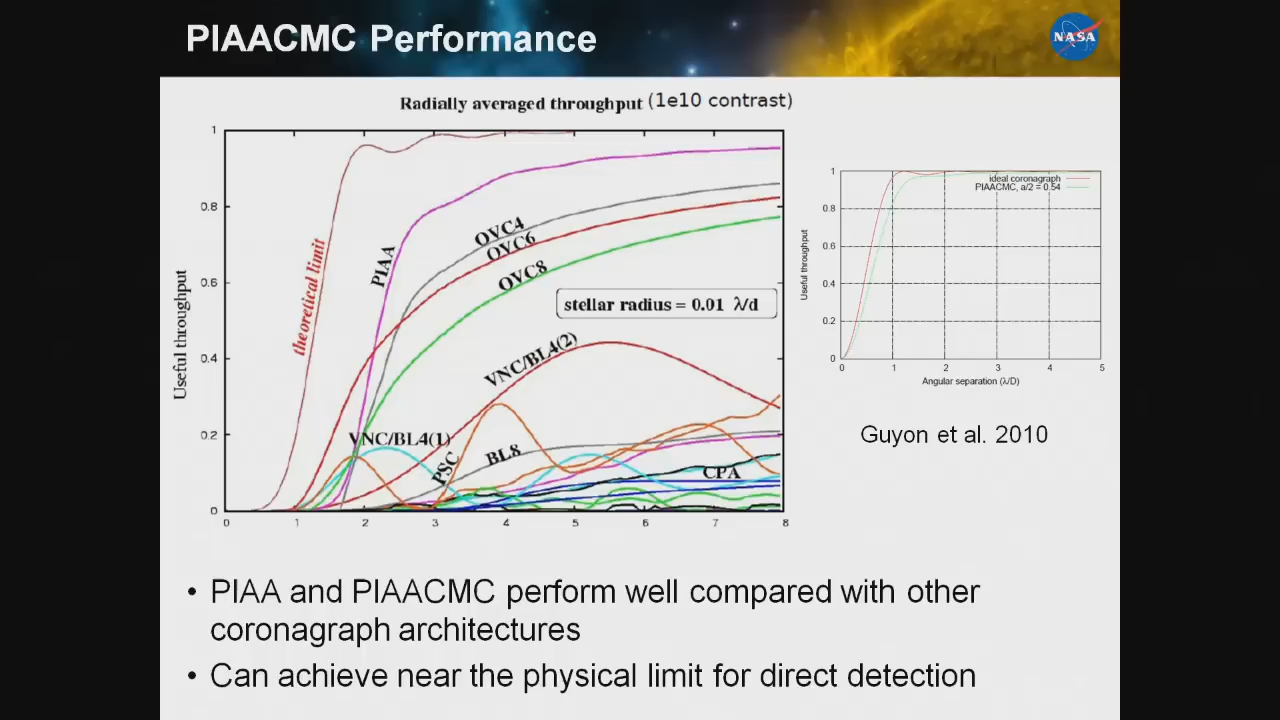 PIAACMC Performance
NASA
Radially averaged throughput (1e10 contrast)
1
0.8
0.6
0.4
0.2
0
Useful throughput
0 1 2 3 4 5 6 7 8
theoretical limit
PIAA
OVC4
OVC6
OVC8
stellar radius = 0.01 λ/d
VNC/BL4(2)
VNC/BL4(1)
PSC
BL8
CPA
ideal coronagraph
PIAACMC, a/2 = 0.54
1
0.8
0.6
0.4
0.2
0
Useful throughput
0 1 2 3 4 5
Angular separation (λ/D)
Guyon et al. 2010
• PIAA and PIAACMC perform well compared with other
coronagraph architectures
• Can achieve near the physical limit for direct detection